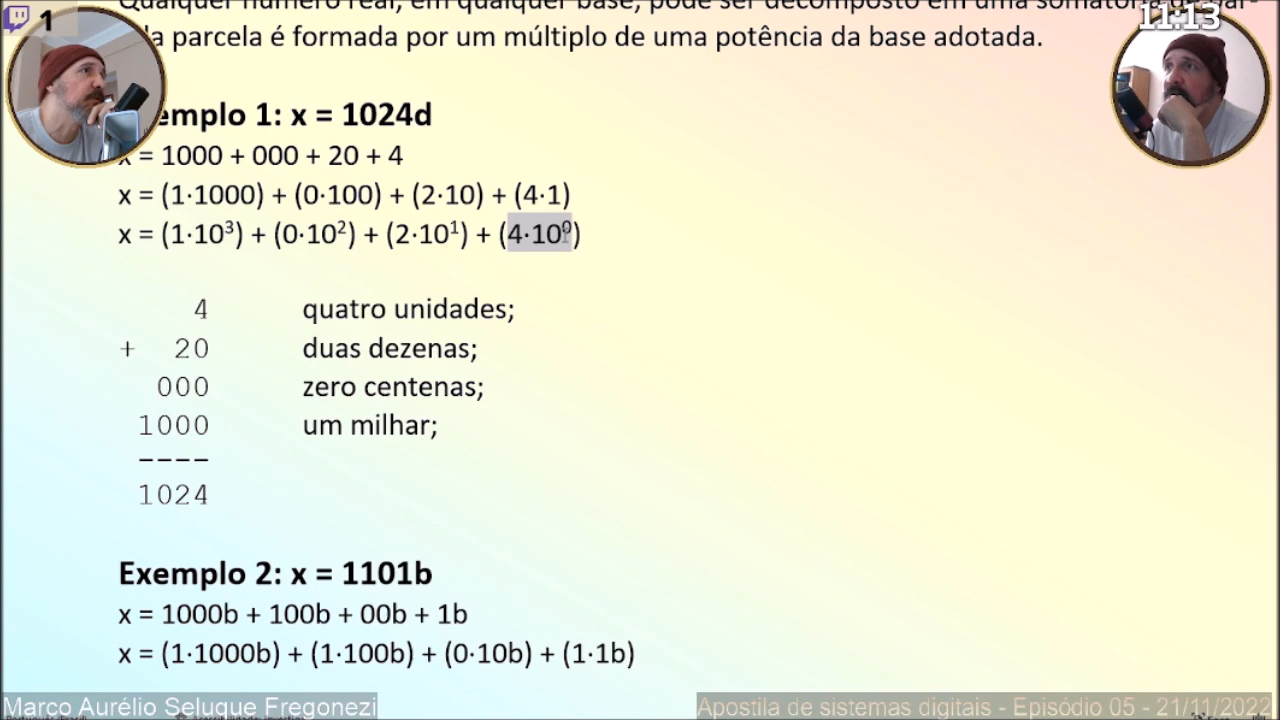 1
11:13
Qualquer número real, em qualquer base, pode ser decomposto em uma somatória
parcela é formada por um múltiplo de uma potência da base adotada.
emplo 1: x = 1024d
x = 1000 + 000 + 20 + 4
x = (1·1000) + (0·100) + (2·10) + (4·1)
x = (1·10³) + (0·10²) + (2·10¹) + (4·10⁰)
4 quatro unidades;
+ 20 duas dezenas;
000 zero centenas;
1000 um milhar;
----
1024
Exemplo 2: x = 1101b
x = 1000b + 100b + 00b + 1b
x = (1·1000b) + (1·100b) + (0·10b) + (1·1b)
Marco Aurélio Seluque Fregonezi
Apostila de sistemas digitais - Episódio 05 - 21/11/2022